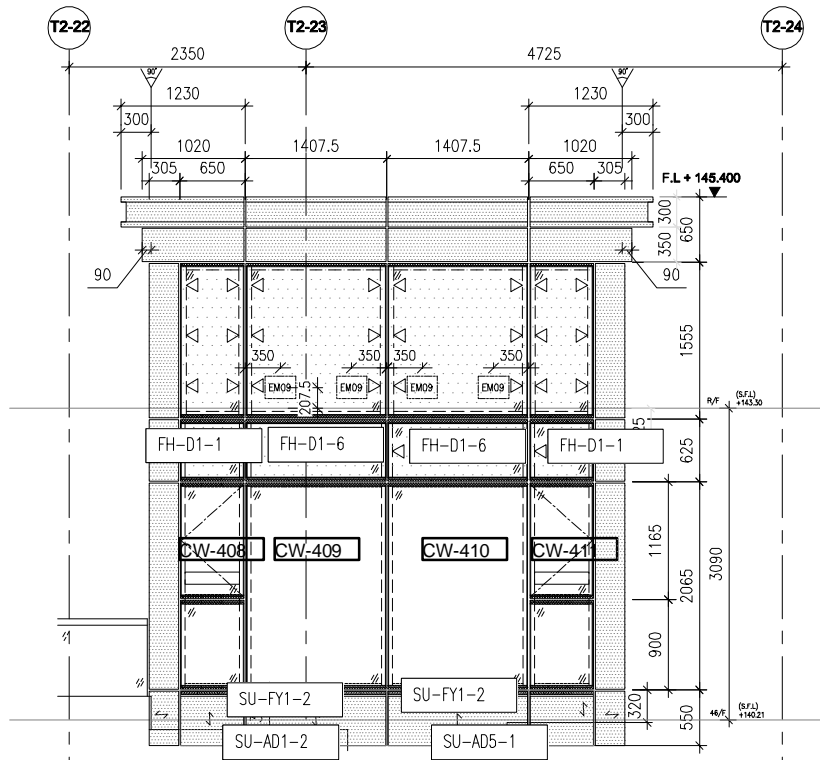 T2-22
T2-23
T2-24
2350
4725
90°
90°
1230
1230
300
300
1020
1407.5
1407.5
1020
305
650
650
305
F.L + 145.400
300
350
650
90
90
1555
350
350
350
350
EM09
EM09
EM09
EM09
207.5
R/F
(S.F.L)
+143.30
FH-D1-1
FH-D1-6
FH-D1-6
FH-D1-1
625
CW-408
CW-409
CW-410
CW-411
1165
2065
3090
900
SU-FY1-2
SU-FY1-2
320
550
46/F
(S.F.L)
+140.21
SU-AD1-2
SU-AD5-1